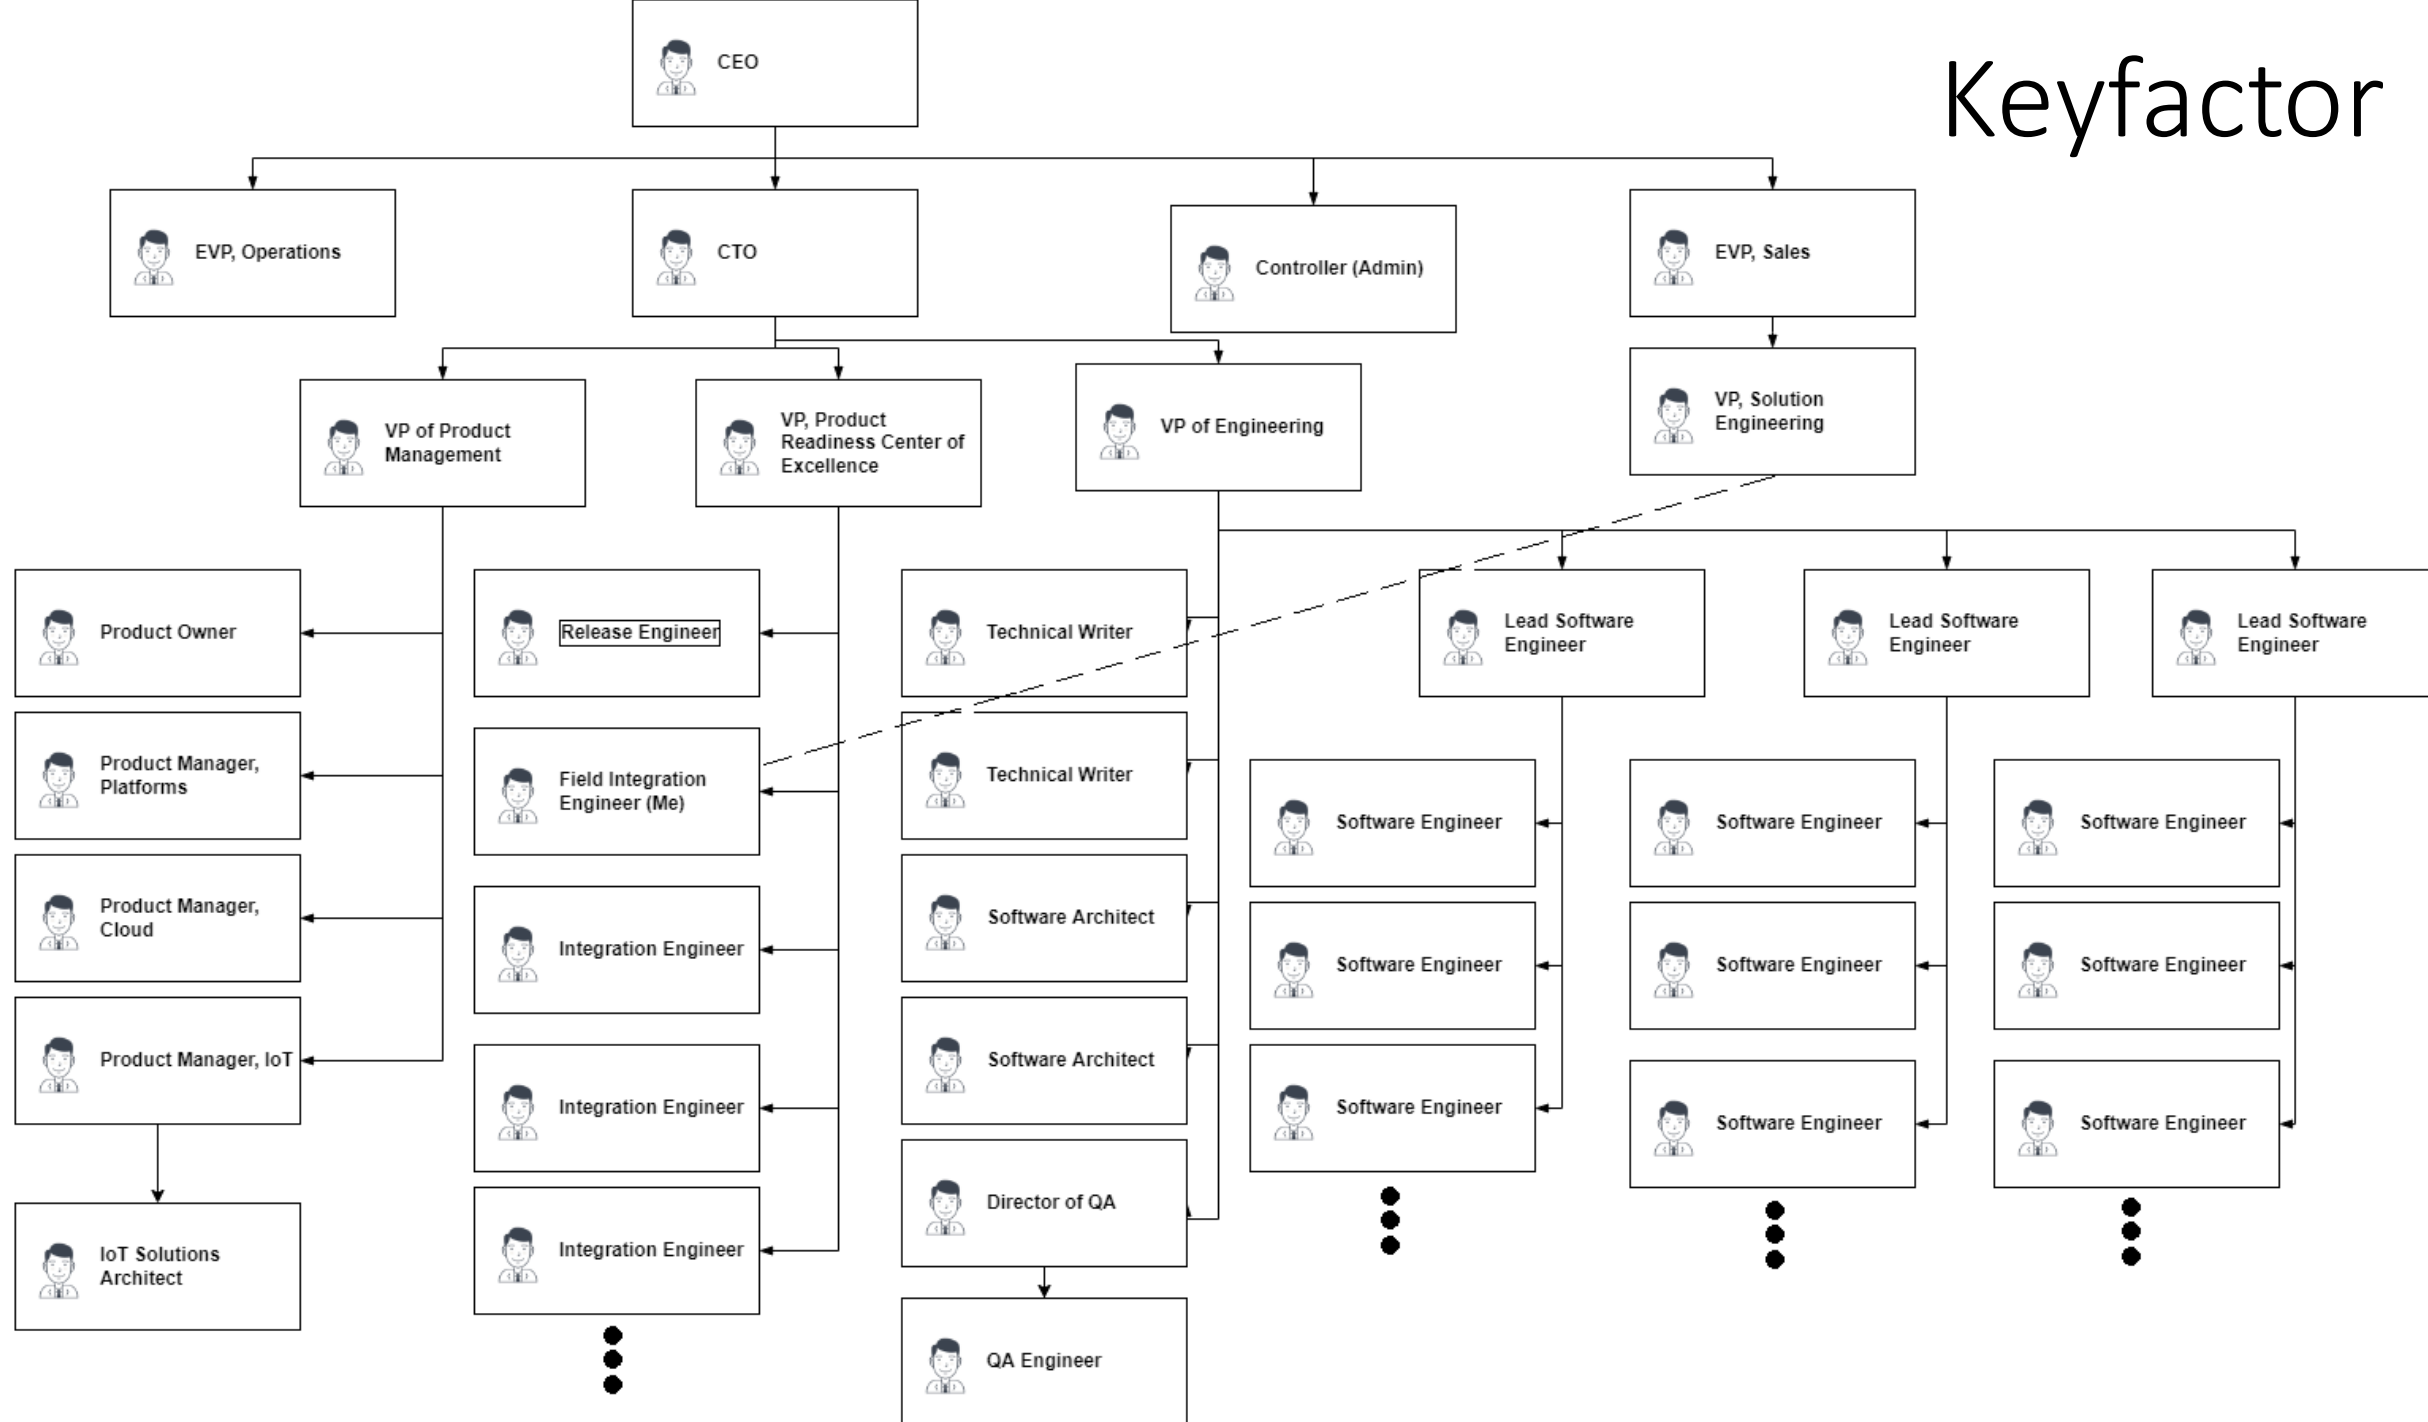 Keyfactor
CEO
EVP, Operations
CTO
Controller (Admin)
EVP, Sales
VP of Product
Management
VP, Product
Readiness Center of
Excellence
VP of Engineering
VP, Solution
Engineering
Product Owner
Release Engineer
Technical Writer
Lead Software
Engineer
Lead Software
Engineer
Lead Software
Engineer
Product Manager,
Platforms
Field Integration
Engineer (Me)
Technical Writer
Software Engineer
Software Engineer
Software Engineer
Product Manager,
Cloud
Integration Engineer
Software Architect
Software Engineer
Software Engineer
Software Engineer
Product Manager, IoT
Integration Engineer
Software Architect
Software Engineer
Software Engineer
Software Engineer
IoT Solutions
Architect
Integration Engineer
Director of QA
QA Engineer